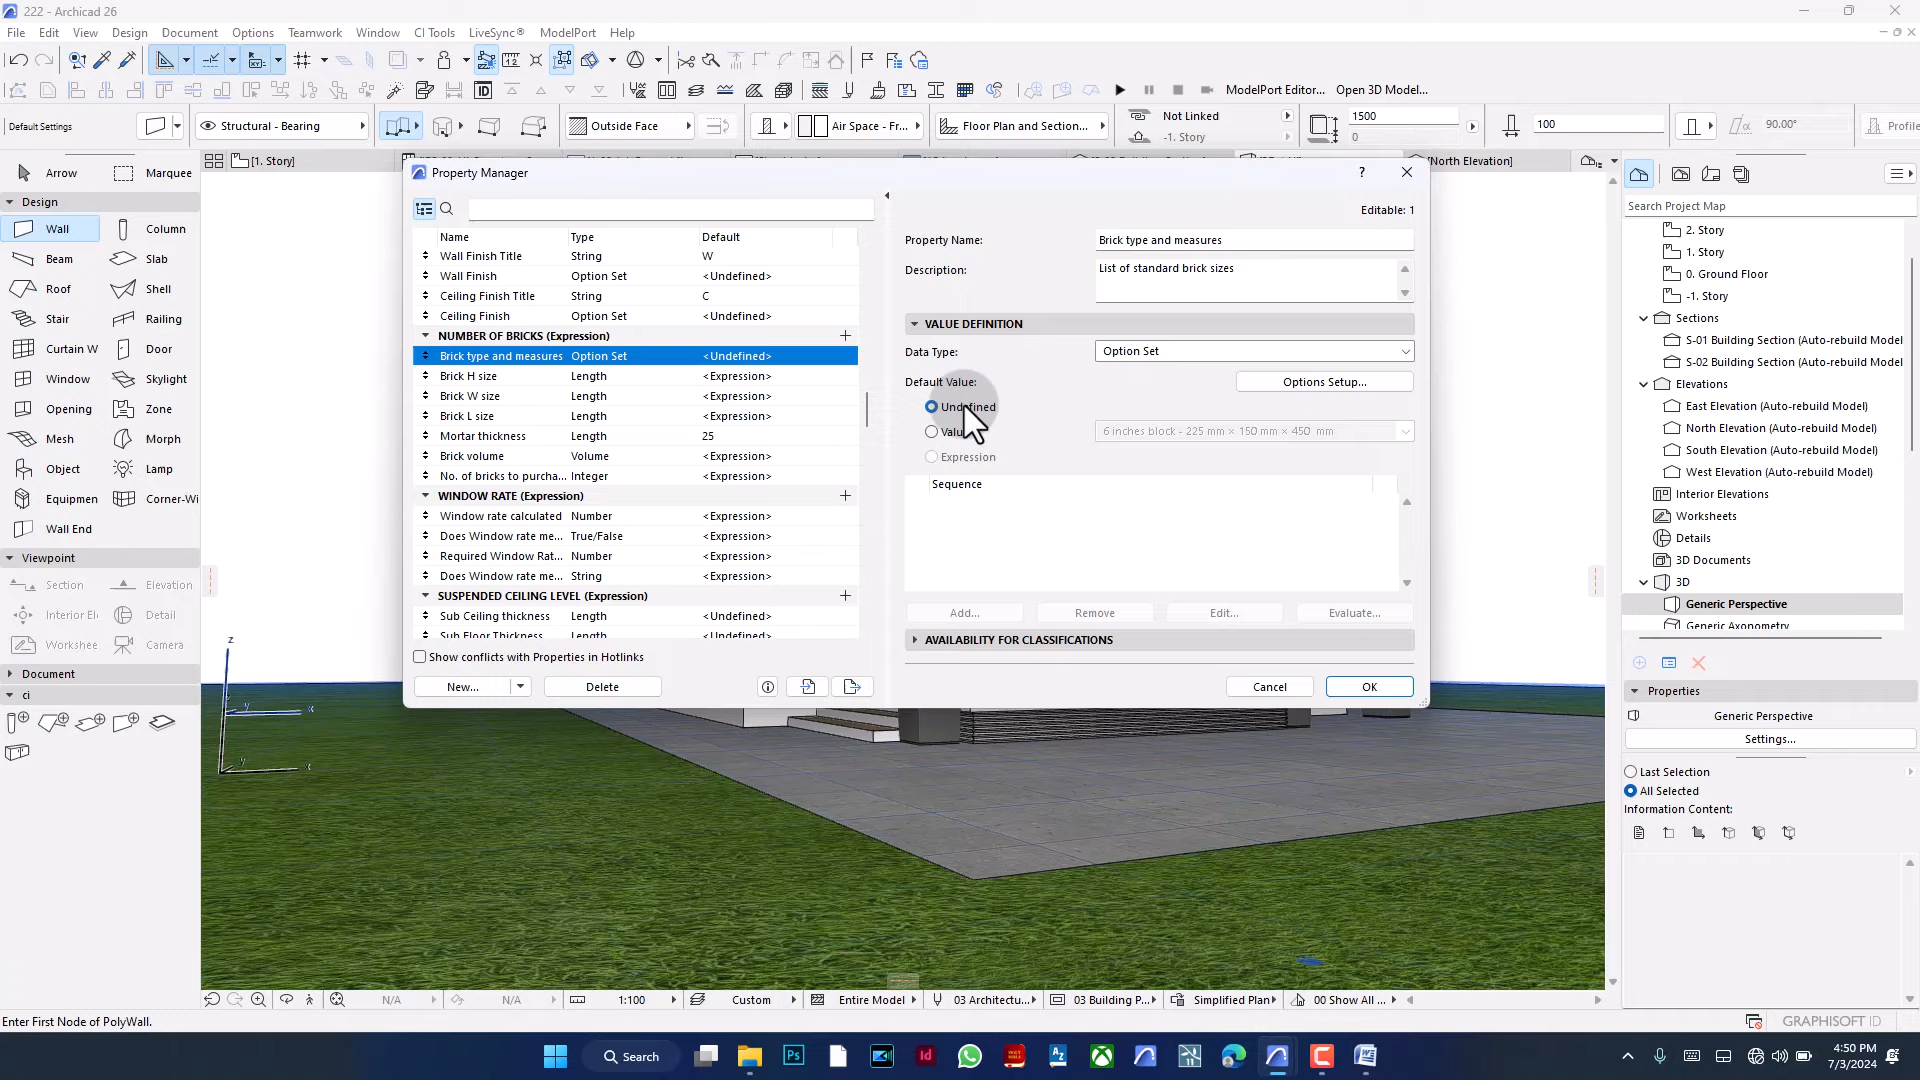 222 - Archicad 26
File Edit View Design Document Options Teamwork Window CI Tools LiveSync® ModelPort Help
ModelPort Editor... Open 3D Model...
Default Settings
Structural - Bearing
Outside Face
Air Space - Fr...
Floor Plan and Section...
Not Linked
-1. Story
1500
0
100
90.00°
Profile
[1. Story]
[North Elevation]
Arrow
Marquee
Design
Wall
Column
Beam
Slab
Roof
Shell
Stair
Railing
Curtain W
Door
Window
Skylight
Opening
Zone
Mesh
Morph
Object
Lamp
Equipmen
Corner-Wi
Wall End
Viewpoint
Section
Elevation
Interior El
Detail
Workshee
Camera
Document
ci
Property Manager
?
Name Type Default
Wall Finish Title String W
Wall Finish Option Set <Undefined>
Ceiling Finish Title String C
Ceiling Finish Option Set <Undefined>
NUMBER OF BRICKS (Expression)
Brick type and measures Option Set <Undefined>
Brick H size Length <Expression>
Brick W size Length <Expression>
Brick L size Length <Expression>
Mortar thickness Length 25
Brick volume Volume <Expression>
No. of bricks to purcha... Integer <Expression>
WINDOW RATE (Expression)
Window rate calculated Number <Expression>
Does Window rate me... True/False <Expression>
Required Window Rat... Number <Expression>
Does Window rate me... String <Expression>
SUSPENDED CEILING LEVEL (Expression)
Sub Ceiling thickness Length <Undefined>
Sub Floor Thickness Length <Undefined>
Show conflicts with Properties in Hotlinks
New...
Delete
Editable: 1
Property Name: Brick type and measures
Description: List of standard brick sizes
VALUE DEFINITION
Data Type: Option Set
Default Value: Options Setup...
Undefined
Valu
6 inches block - 225 mm × 150 mm × 450 mm
Expression
Sequence
Add... Remove Edit... Evaluate...
AVAILABILITY FOR CLASSIFICATIONS
Cancel OK
Search Project Map
2. Story
1. Story
0. Ground Floor
-1. Story
Sections
S-01 Building Section (Auto-rebuild Model
S-02 Building Section (Auto-rebuild Model
Elevations
East Elevation (Auto-rebuild Model)
North Elevation (Auto-rebuild Model)
South Elevation (Auto-rebuild Model)
West Elevation (Auto-rebuild Model)
Interior Elevations
Worksheets
Details
3D Documents
3D
Generic Perspective
Generic Axonometry
Properties
Generic Perspective
Settings...
Last Selection
All Selected
Information Content:
z
y x
y x
N/A N/A 1:100 Custom Entire Model 03 Architectu... 03 Building P... Simplified Plan 00 Show All ...
Enter First Node of PolyWall.
GRAPHISOFT ID
Search
4:50 PM
7/3/2024